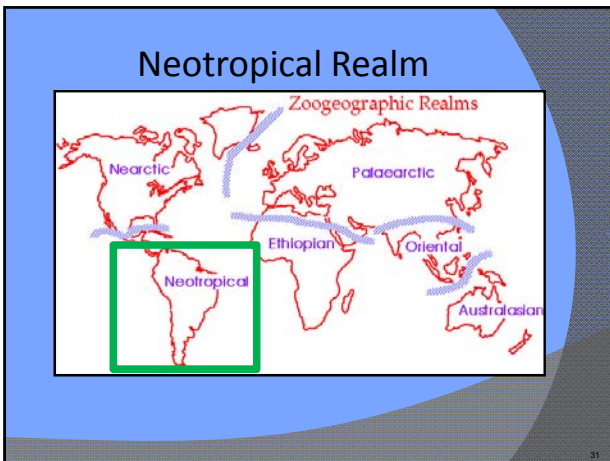 Neotropical Realm
Zoogeographic Realms
Nearctic
Palaearctic
Ethiopian
Oriental
Neotropical
Australasian
31